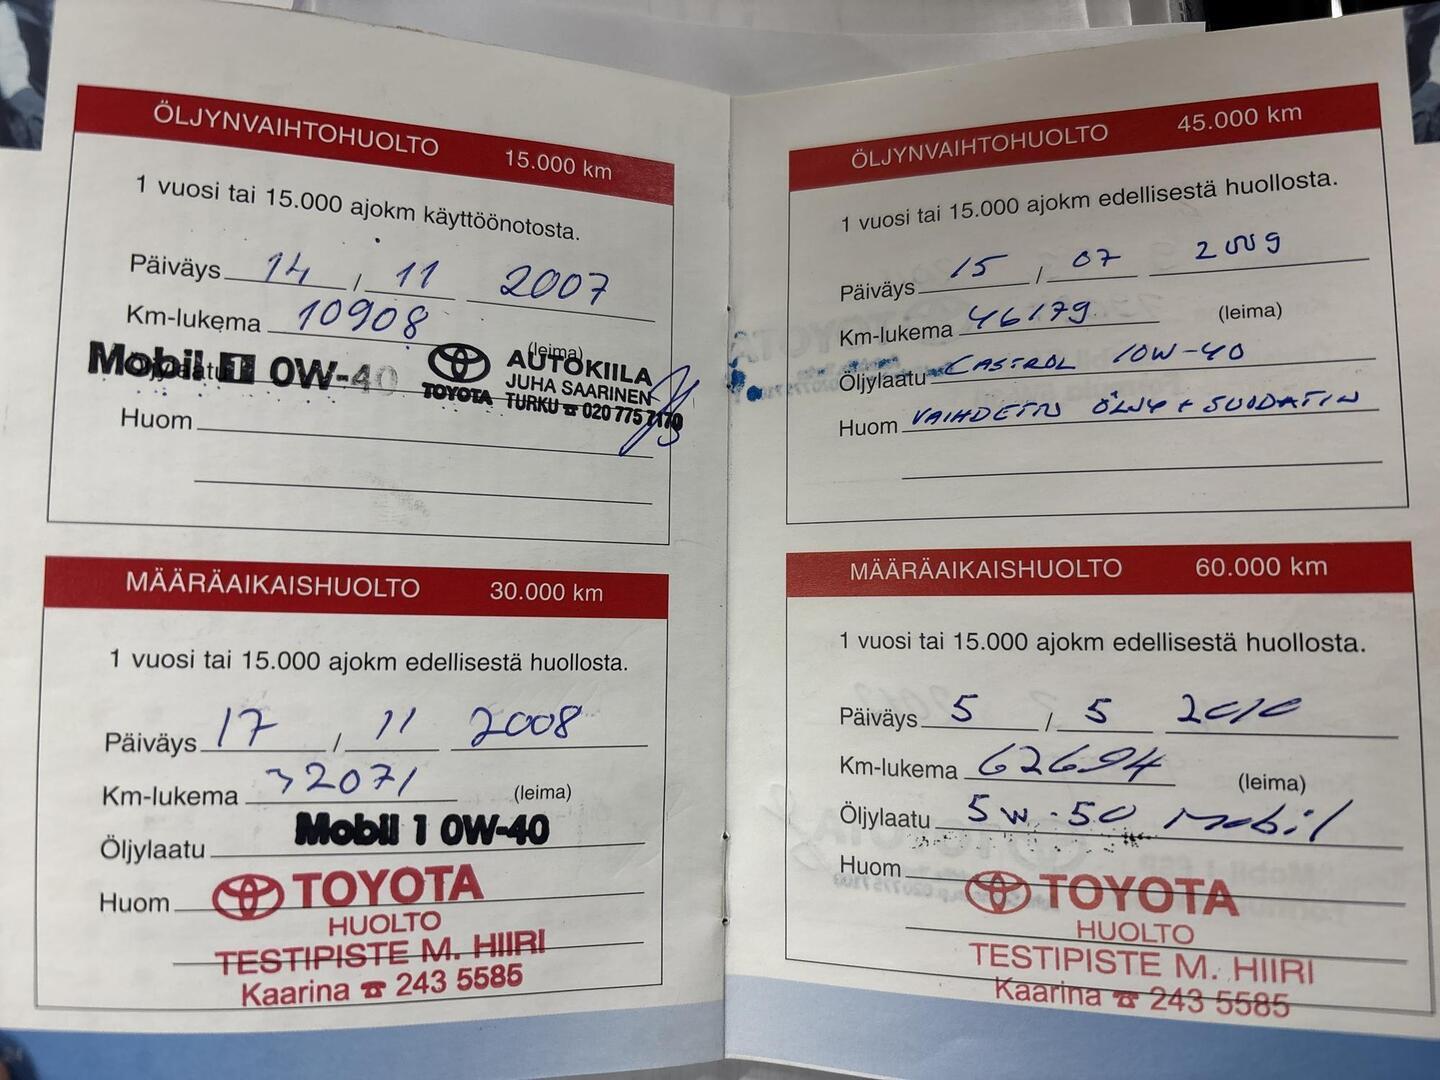 ÖLJYNVAIHTOHUOLTO 15.000 km
1 vuosi tai 15.000 ajokm käyttöönotosta.
Päiväys 14 / 11 2007
Km-lukema 10908 (leima)
Öljylaatu Mobil 1 0W-40
TOYOTA
AUTOKIILA
JUHA SAARINEN
TURKU ☎ 020 775 7170
Huom
MÄÄRÄAIKAISHUOLTO 30.000 km
1 vuosi tai 15.000 ajokm edellisestä huollosta.
Päiväys 17 / 11 2008
Km-lukema 32071 (leima)
Öljylaatu Mobil 1 0W-40
Huom
TOYOTA
HUOLTO
TESTIPISTE M. HIIRI
Kaarina ☎ 243 5585
ÖLJYNVAIHTOHUOLTO 45.000 km
1 vuosi tai 15.000 ajokm edellisestä huollosta.
Päiväys 15 / 07 2009
Km-lukema 46179 (leima)
Öljylaatu CASTROL 10W-40
Huom VAIHDETTU ÖLJY + SUODATIN
MÄÄRÄAIKAISHUOLTO 60.000 km
1 vuosi tai 15.000 ajokm edellisestä huollosta.
Päiväys 5 / 5 2010
Km-lukema 62694 (leima)
Öljylaatu 5W-50 Mobil 1
Huom
TOYOTA
HUOLTO
TESTIPISTE M. HIIRI
Kaarina ☎ 243 5585